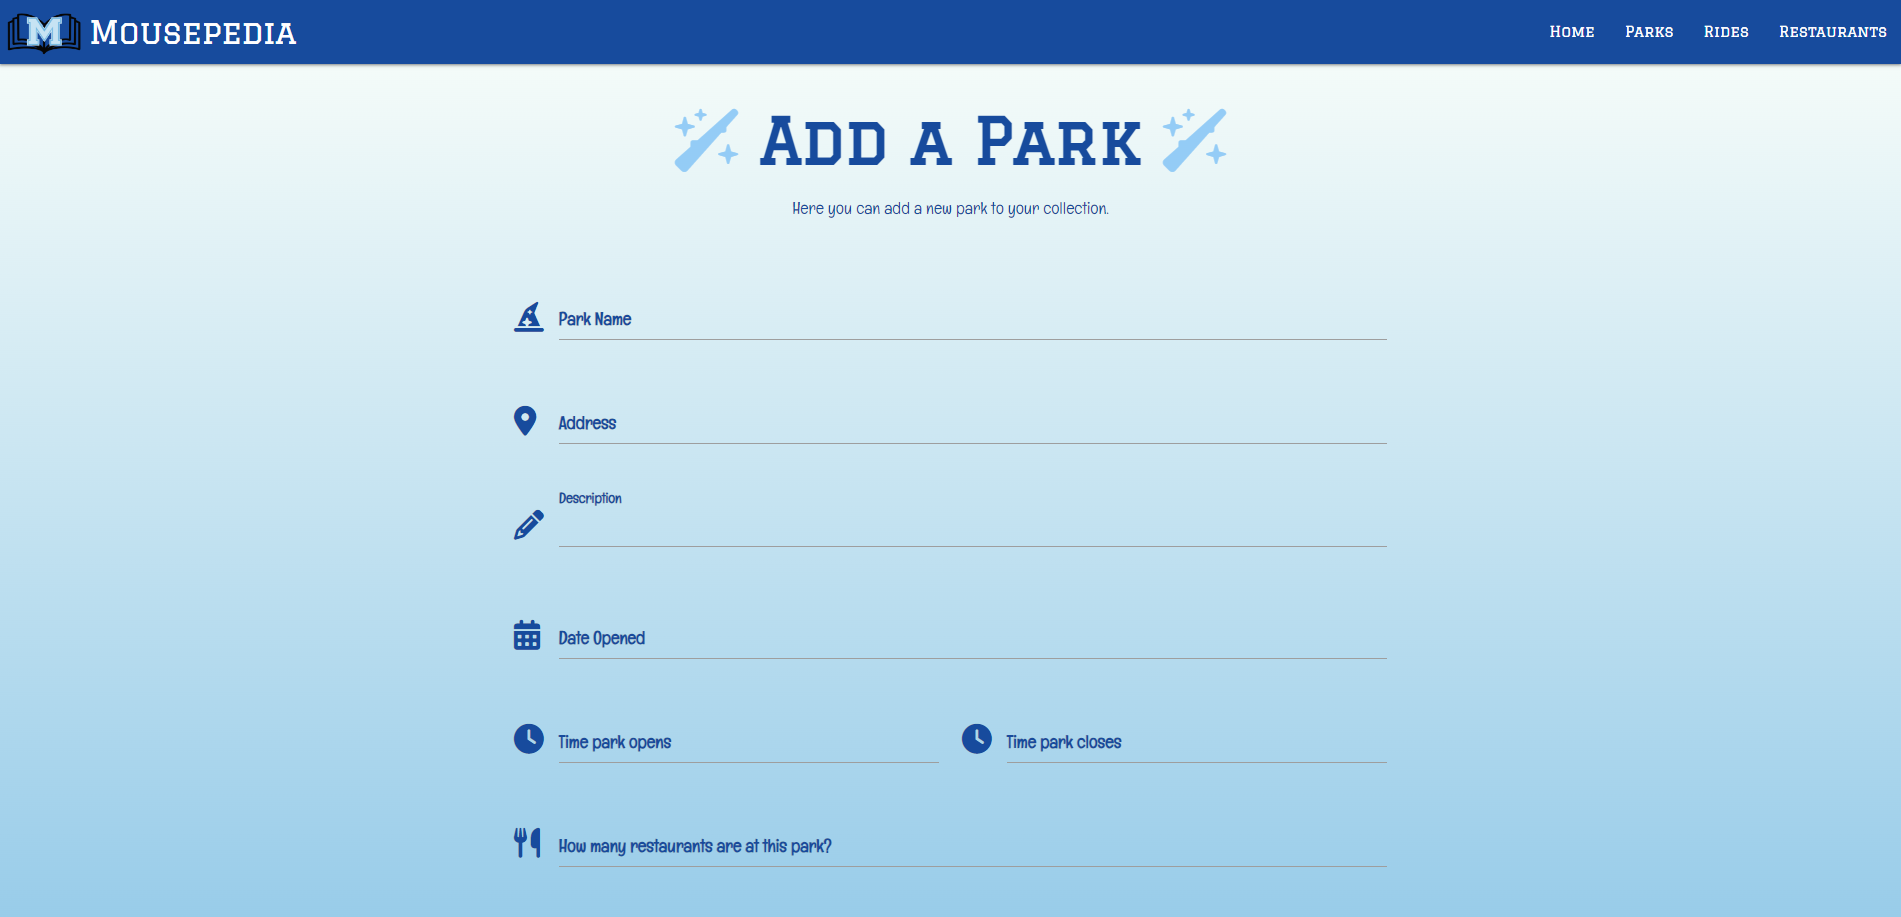 M Mousepedia
Home Parks Rides Restaurants
Add a Park
Here you can add a new park to your collection.
Park Name
Address
Description
Date Opened
Time park opens Time park closes
How many restaurants are at this park?